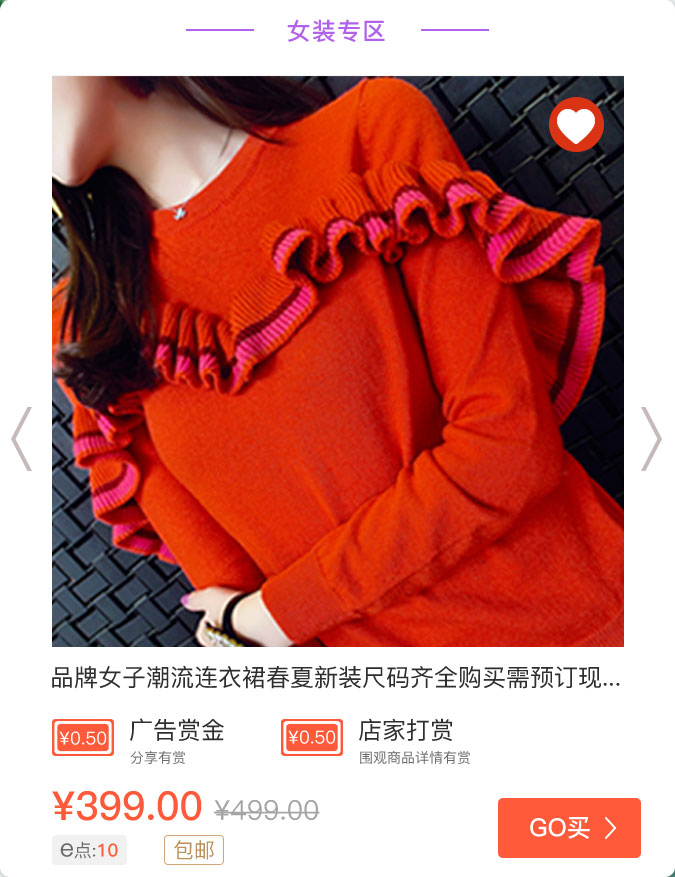 女装专区
品牌女子潮流连衣裙春夏新装尺码齐全购买需预订现...
¥0.50 广告赏金 ¥0.50 店家打赏
分享有赏 围观商品详情有赏
¥399.00 ¥499.00
GO买
e点:10 包邮